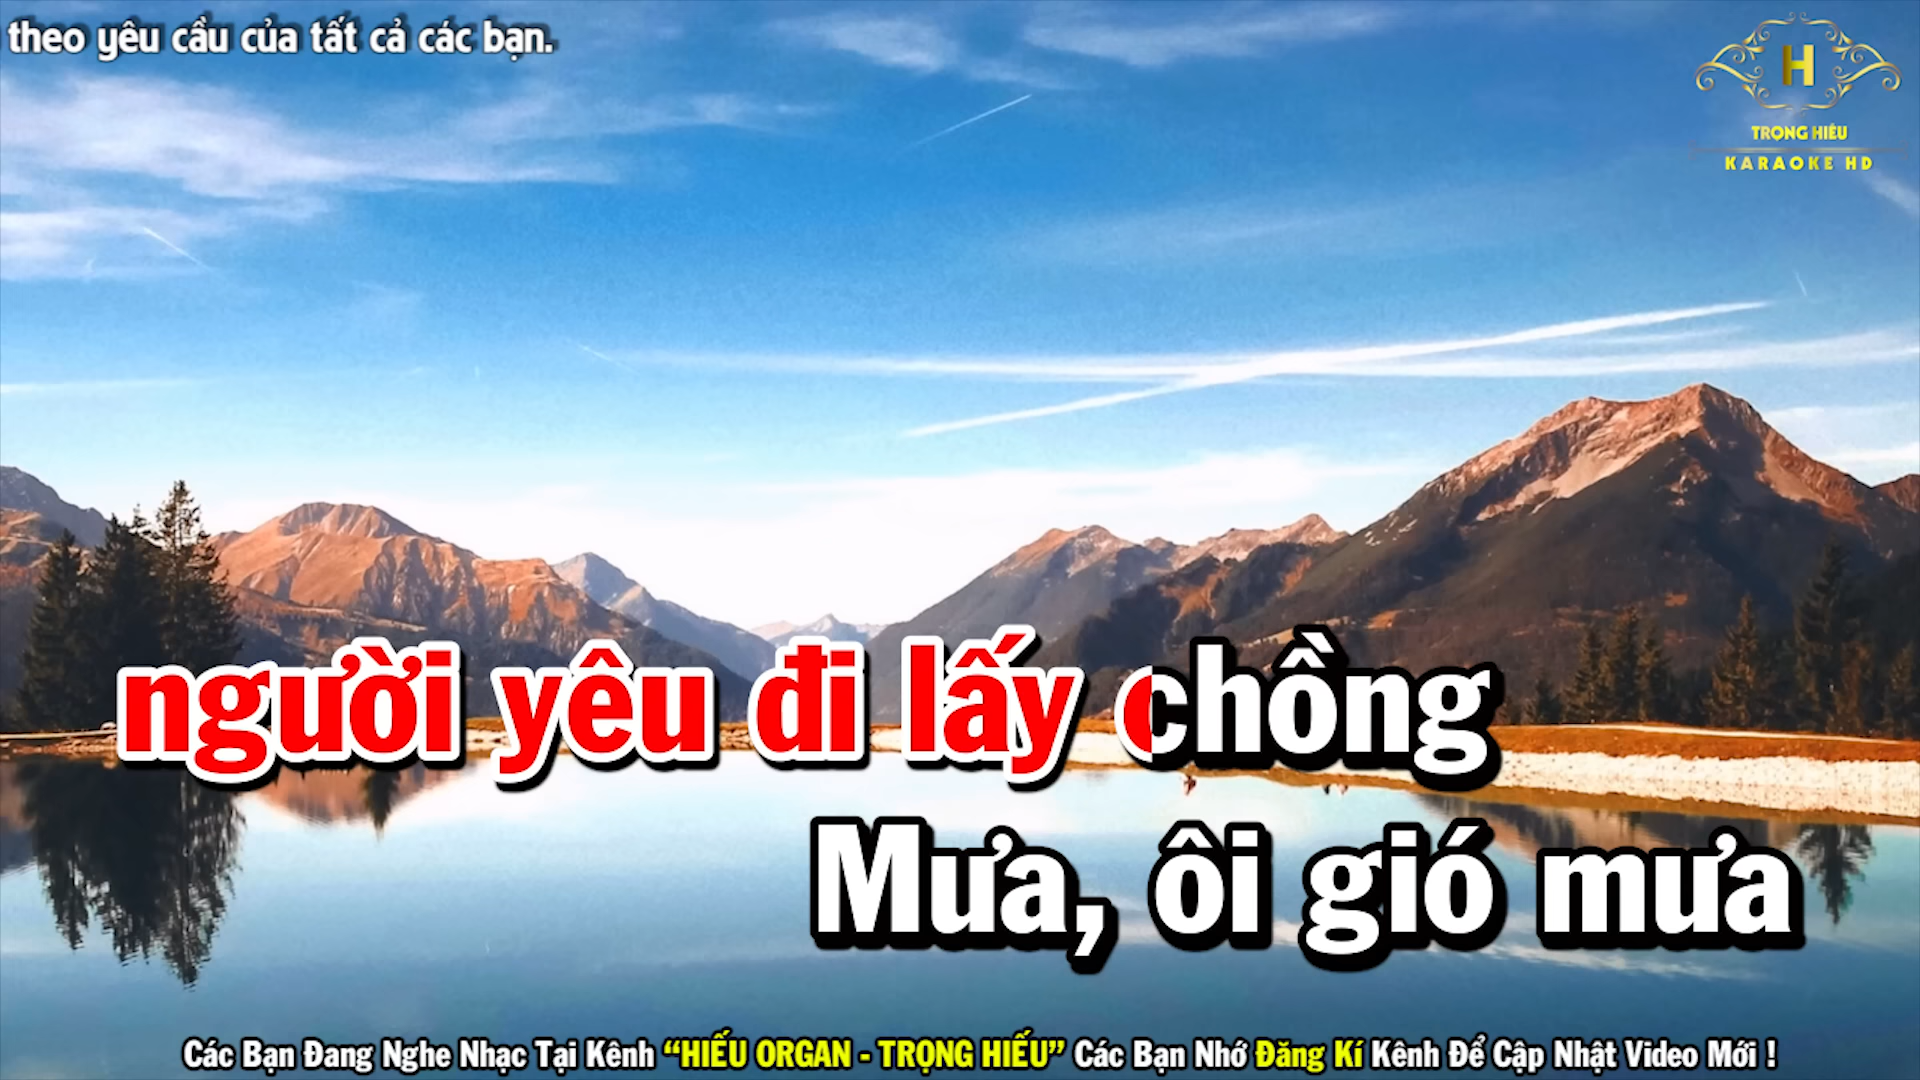 theo yêu cầu của tất cả các bạn.
H
TRỌNG HIẾU
KARAOKE HD
người yêu đi lấy chồng
Mưa, ôi gió mưa
Các Bạn Đang Nghe Nhạc Tại Kênh “HIẾU ORGAN - TRỌNG HIẾU” Các Bạn Nhớ Đăng Kí Kênh Để Cập Nhật Video Mới !